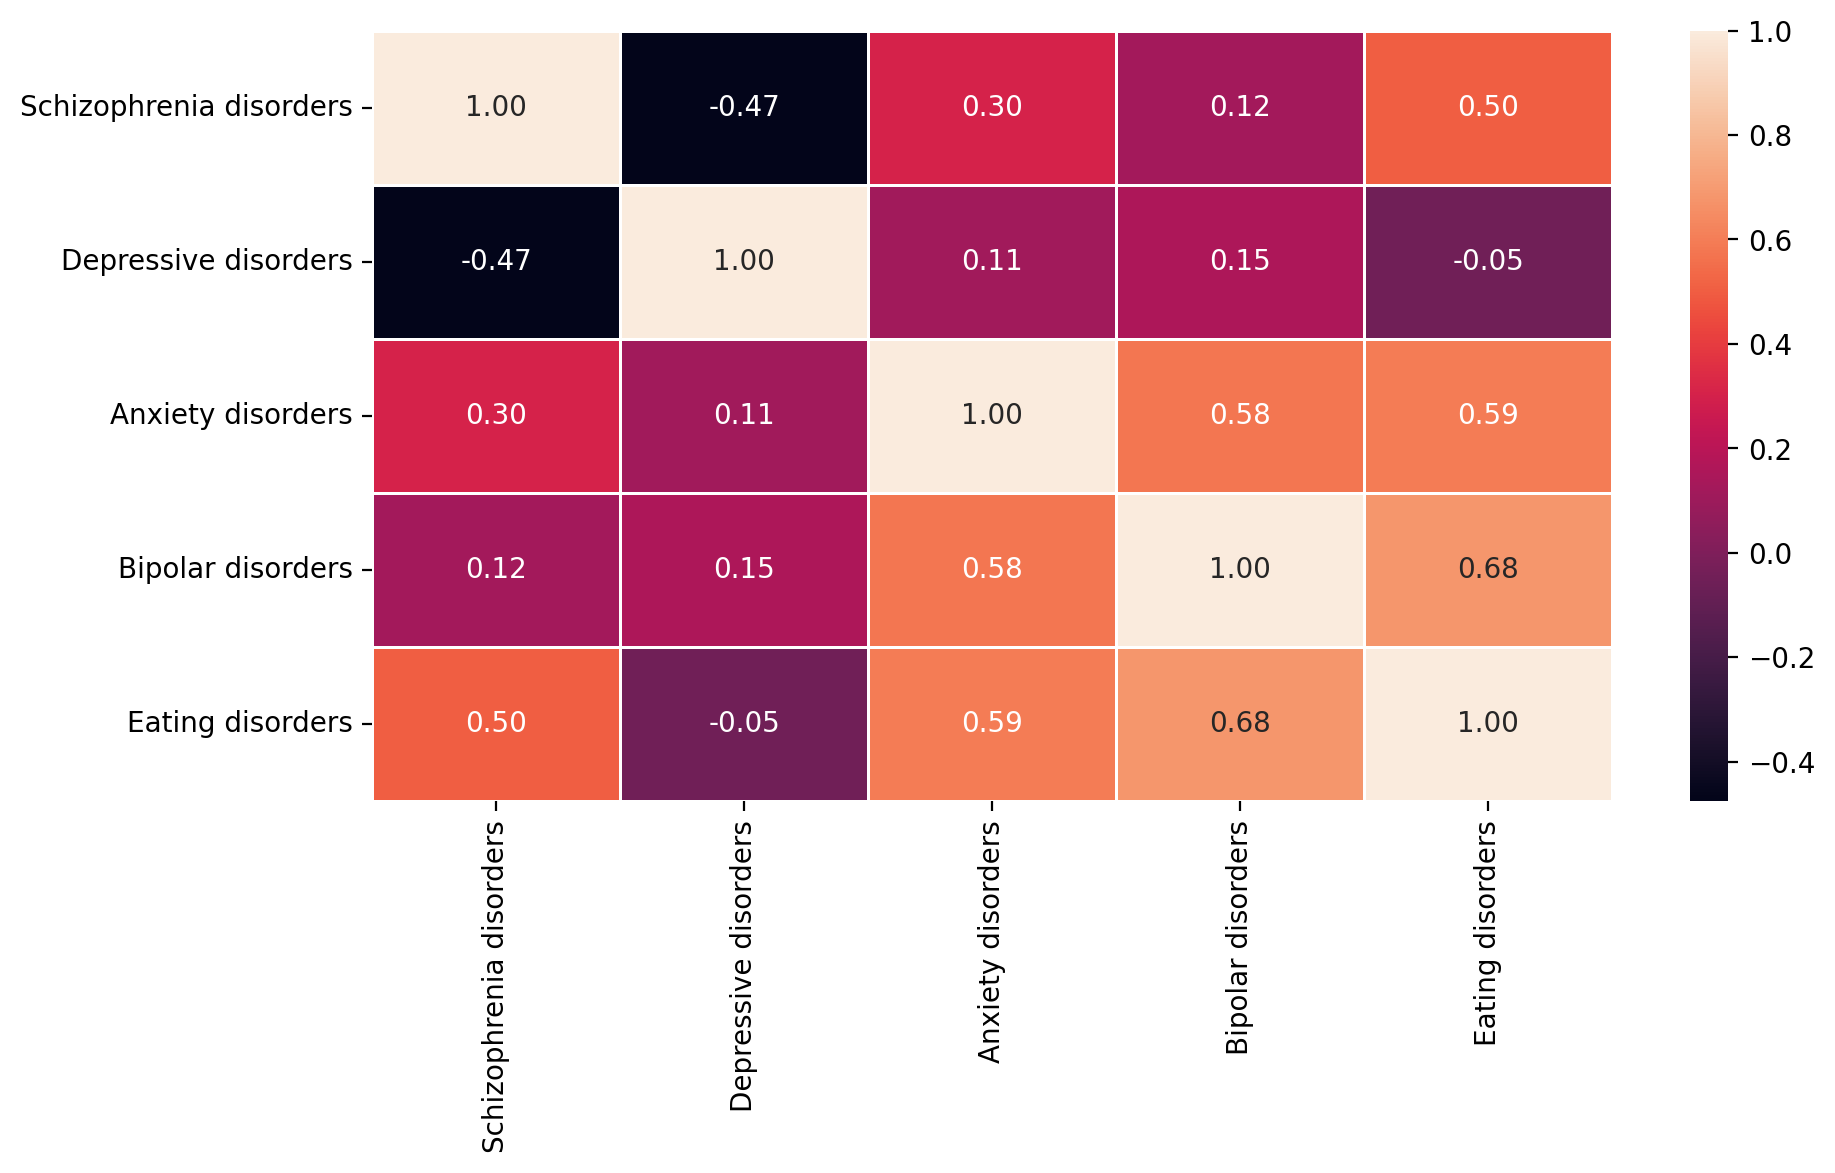 Schizophrenia disorders 1.00 -0.47 0.30 0.12 0.50
Depressive disorders -0.47 1.00 0.11 0.15 -0.05
Anxiety disorders 0.30 0.11 1.00 0.58 0.59
Bipolar disorders 0.12 0.15 0.58 1.00 0.68
Eating disorders 0.50 -0.05 0.59 0.68 1.00
Schizophrenia disorders
Depressive disorders
Anxiety disorders
Bipolar disorders
Eating disorders
1.0
0.8
0.6
0.4
0.2
0.0
−0.2
−0.4